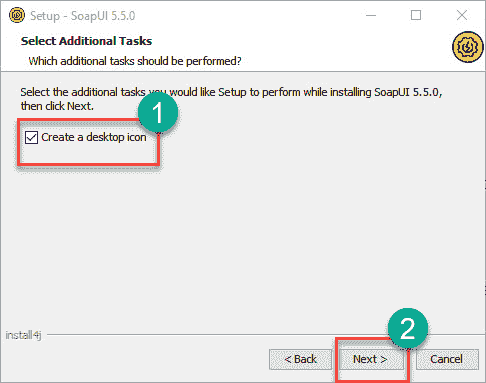 Setup - SoapUI 5.5.0
Select Additional Tasks
Which additional tasks should be performed?
Select the additional tasks you would like Setup to perform while installing SoapUI 5.5.0,
then click Next.
1
Create a desktop icon
install4j
2
< Back Next > Cancel